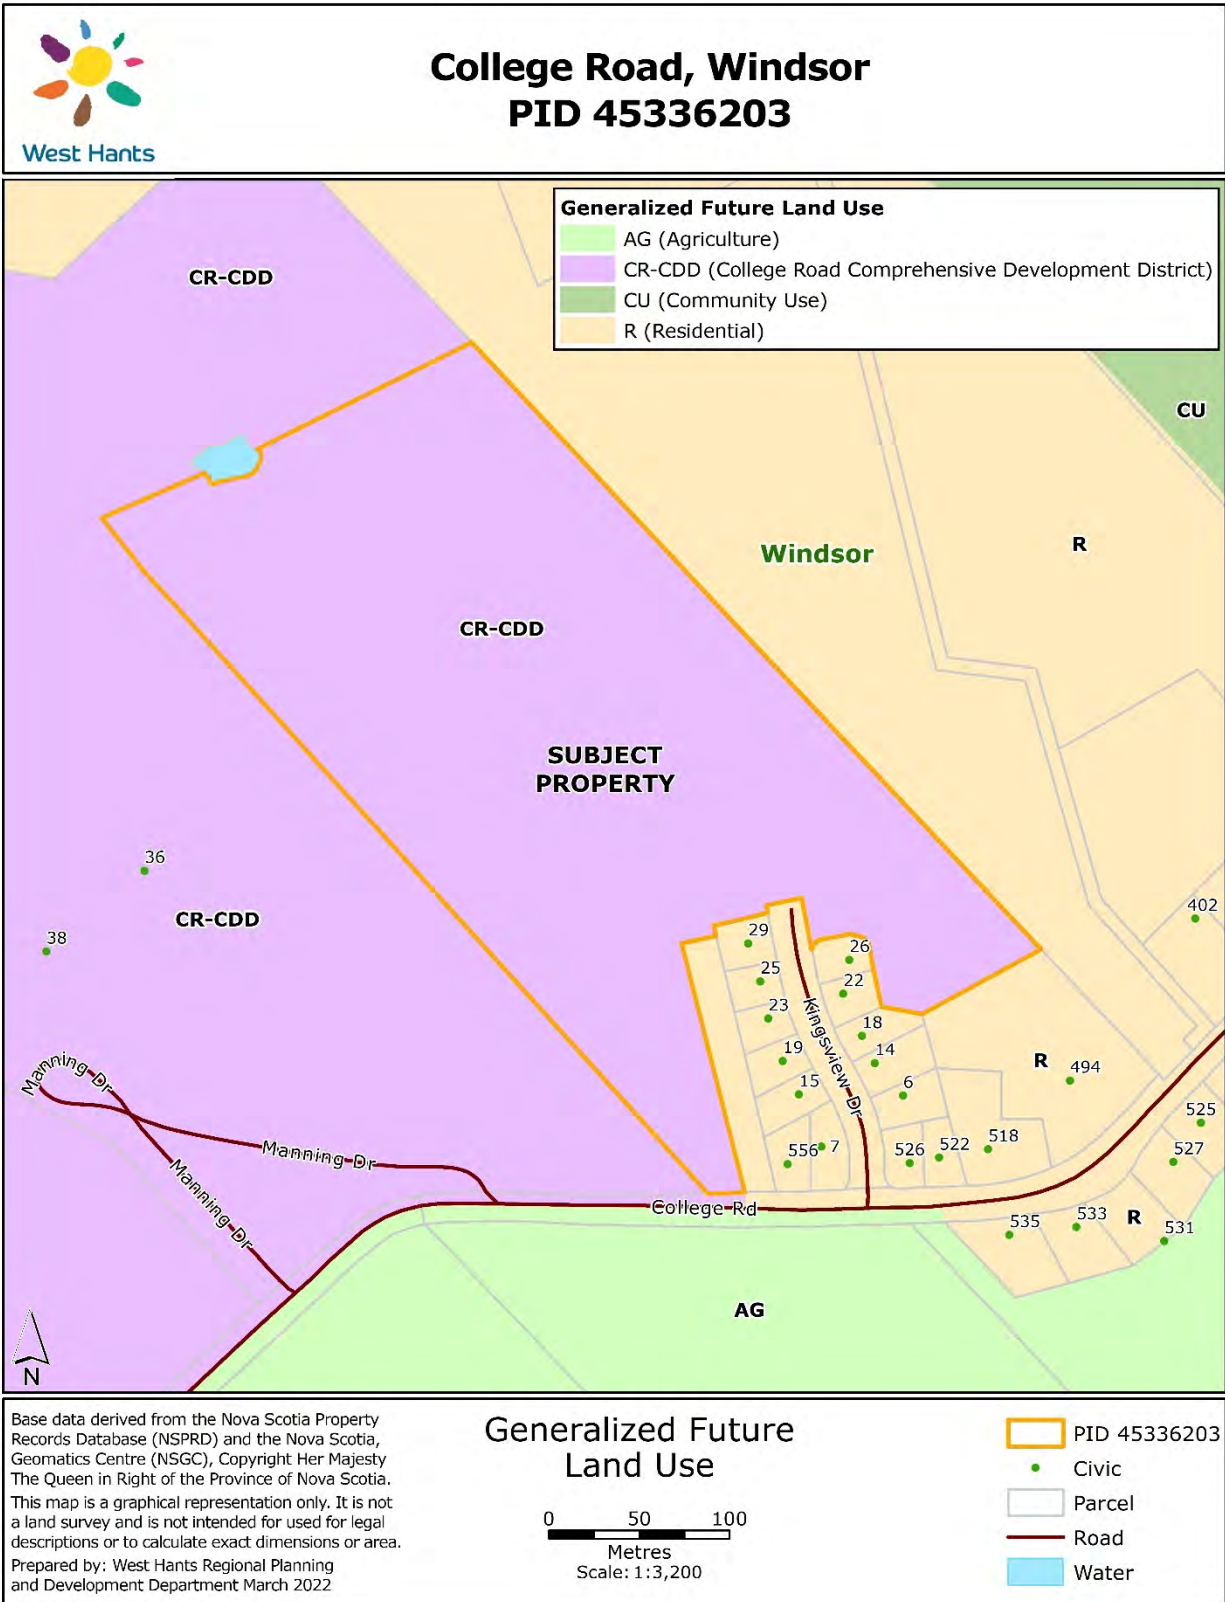 West Hants
College Road, Windsor
PID 45336203
Generalized Future Land Use
AG (Agriculture)
CR-CDD (College Road Comprehensive Development District)
CU (Community Use)
R (Residential)
CR-CDD
CU
Windsor
R
CR-CDD
SUBJECT
PROPERTY
36
CR-CDD
38
402
29
26
25
22
23
Kingsview Dr
18
19
14
R
494
15
6
Manning Dr
525
7
556
526
522
518
527
Manning Dr
Manning Dr
College Rd
535
533
R
531
AG
N
Base data derived from the Nova Scotia Property
Records Database (NSPRD) and the Nova Scotia,
Geomatics Centre (NSGC), Copyright Her Majesty
The Queen in Right of the Province of Nova Scotia.
This map is a graphical representation only. It is not
a land survey and is not intended for used for legal
descriptions or to calculate exact dimensions or area.
Prepared by: West Hants Regional Planning
and Development Department March 2022
Generalized Future
Land Use
0 50 100
Metres
Scale: 1:3,200
PID 45336203
Civic
Parcel
Road
Water